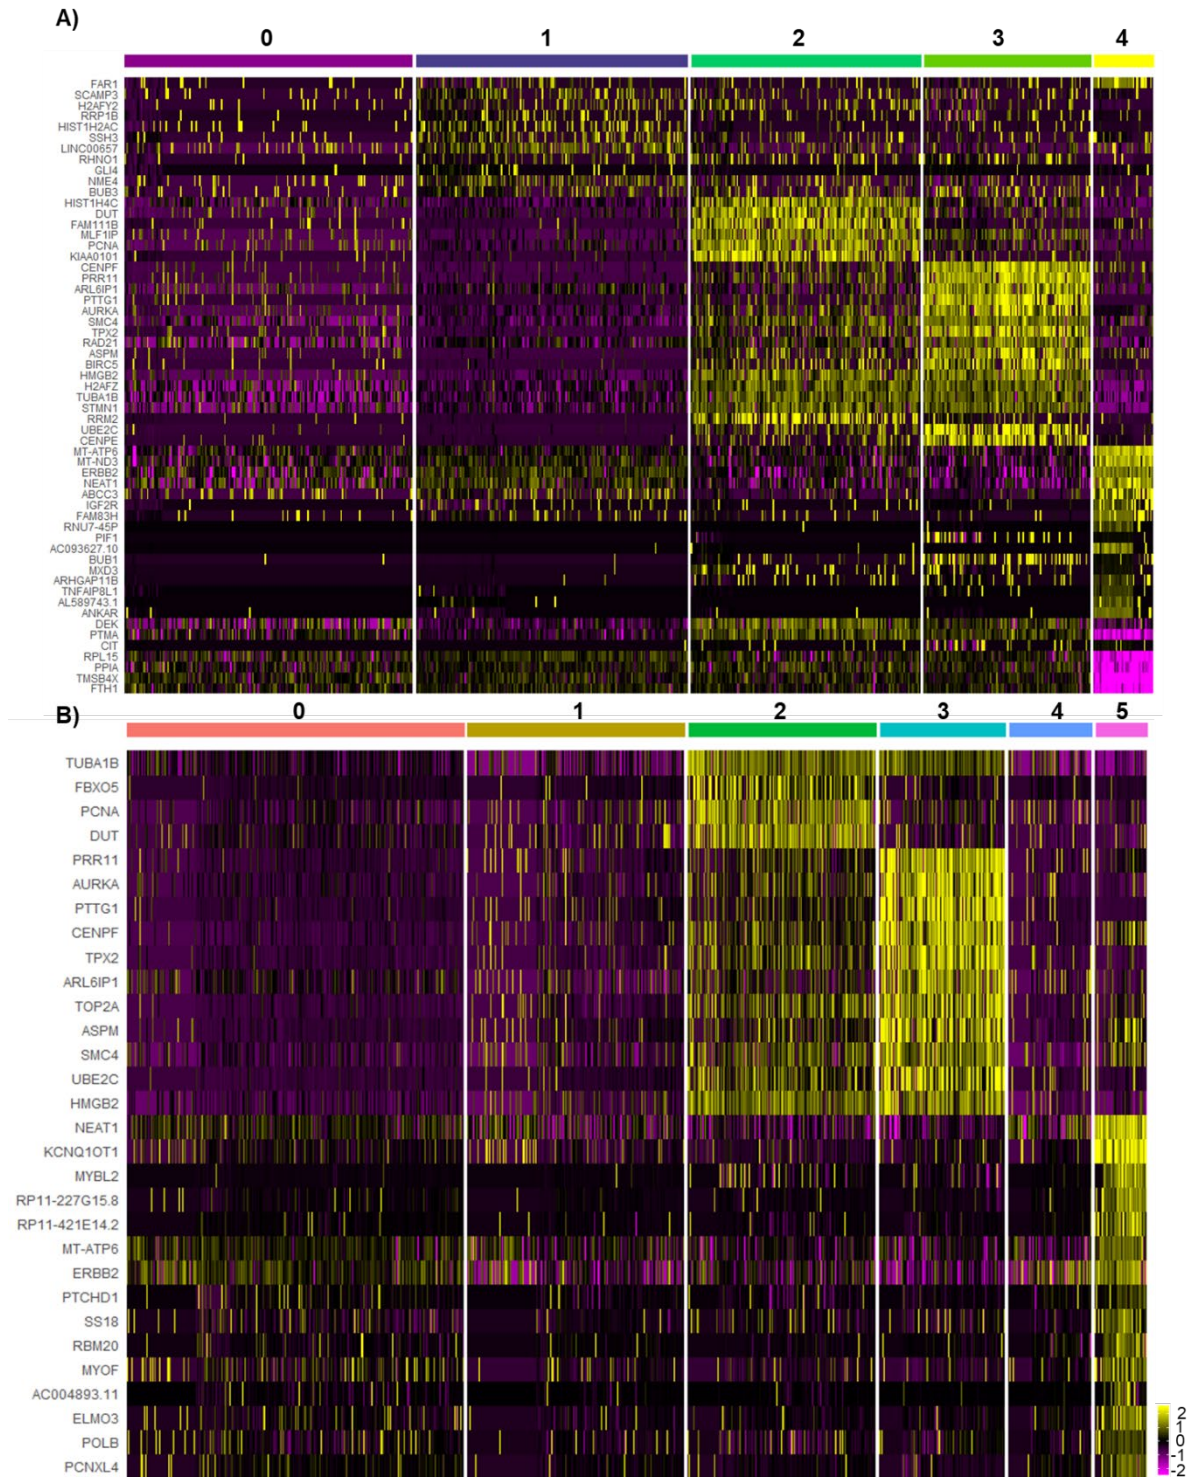 A)
0 1 2 3 4
FAR1
SCAMP3
H2AFY2
RRP1B
HIST1H2AC
SSH3
LINC00657
RHNO1
GLI4
NME4
BUB3
HIST1H4C
DUT
FAM111B
MLF1IP
PCNA
KIAA0101
CENPF
PRR11
ARL6IP1
PTTG1
AURKA
SMC4
TPX2
RAD21
ASPM
BIRC5
HMGB2
H2AFZ
TUBA1B
STMN1
RRM2
UBE2C
CENPE
MT-ATP6
MT-ND3
ERBB2
NEAT1
ABCC3
IGF2R
FAM83H
RNU7-45P
PIF1
AC093627.10
BUB1
MXD3
ARHGAP11B
TNFAIP8L1
AL589743.1
ANKAR
DEK
PTMA
CIT
RPL15
PPIA
TMSB4X
FTH1
B)
0 1 2 3 4 5
TUBA1B
FBXO5
PCNA
DUT
PRR11
AURKA
PTTG1
CENPF
TPX2
ARL6IP1
TOP2A
ASPM
SMC4
UBE2C
HMGB2
NEAT1
KCNQ1OT1
MYBL2
RP11-227G15.8
RP11-421E14.2
MT-ATP6
ERBB2
PTCHD1
SS18
RBM20
MYOF
AC004893.11
ELMO3
POLB
PCNXL4
2
1
0
-1
-2